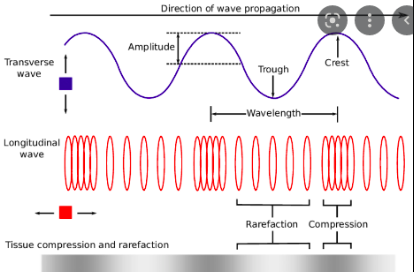 Direction of wave propagation
Amplitude
Transverse
wave
Trough
Crest
Wavelength
Longitudinal
wave
Rarefaction
Compression
Tissue compression and rarefaction